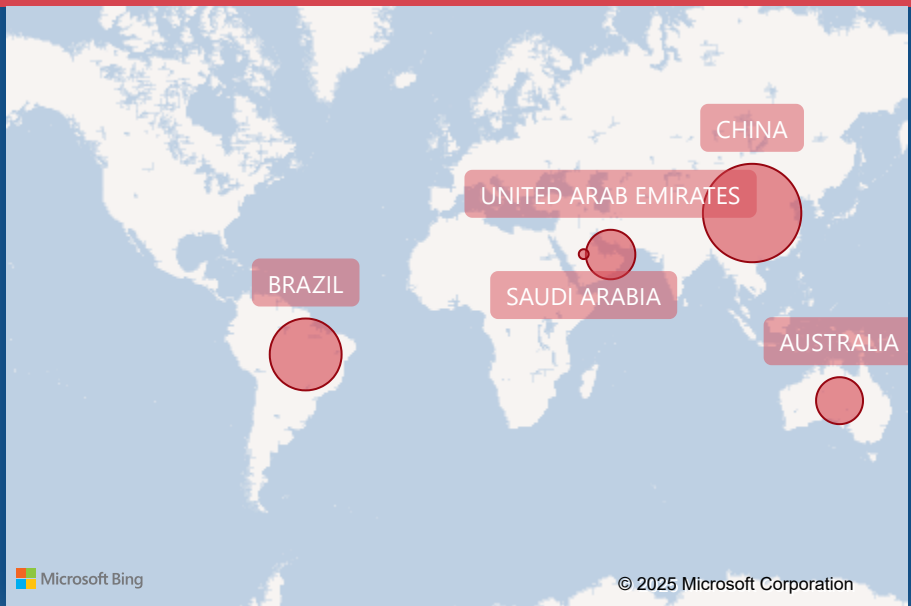 CHINA
UNITED ARAB EMIRATES
BRAZIL
SAUDI ARABIA
AUSTRALIA
Microsoft Bing
© 2025 Microsoft Corporation